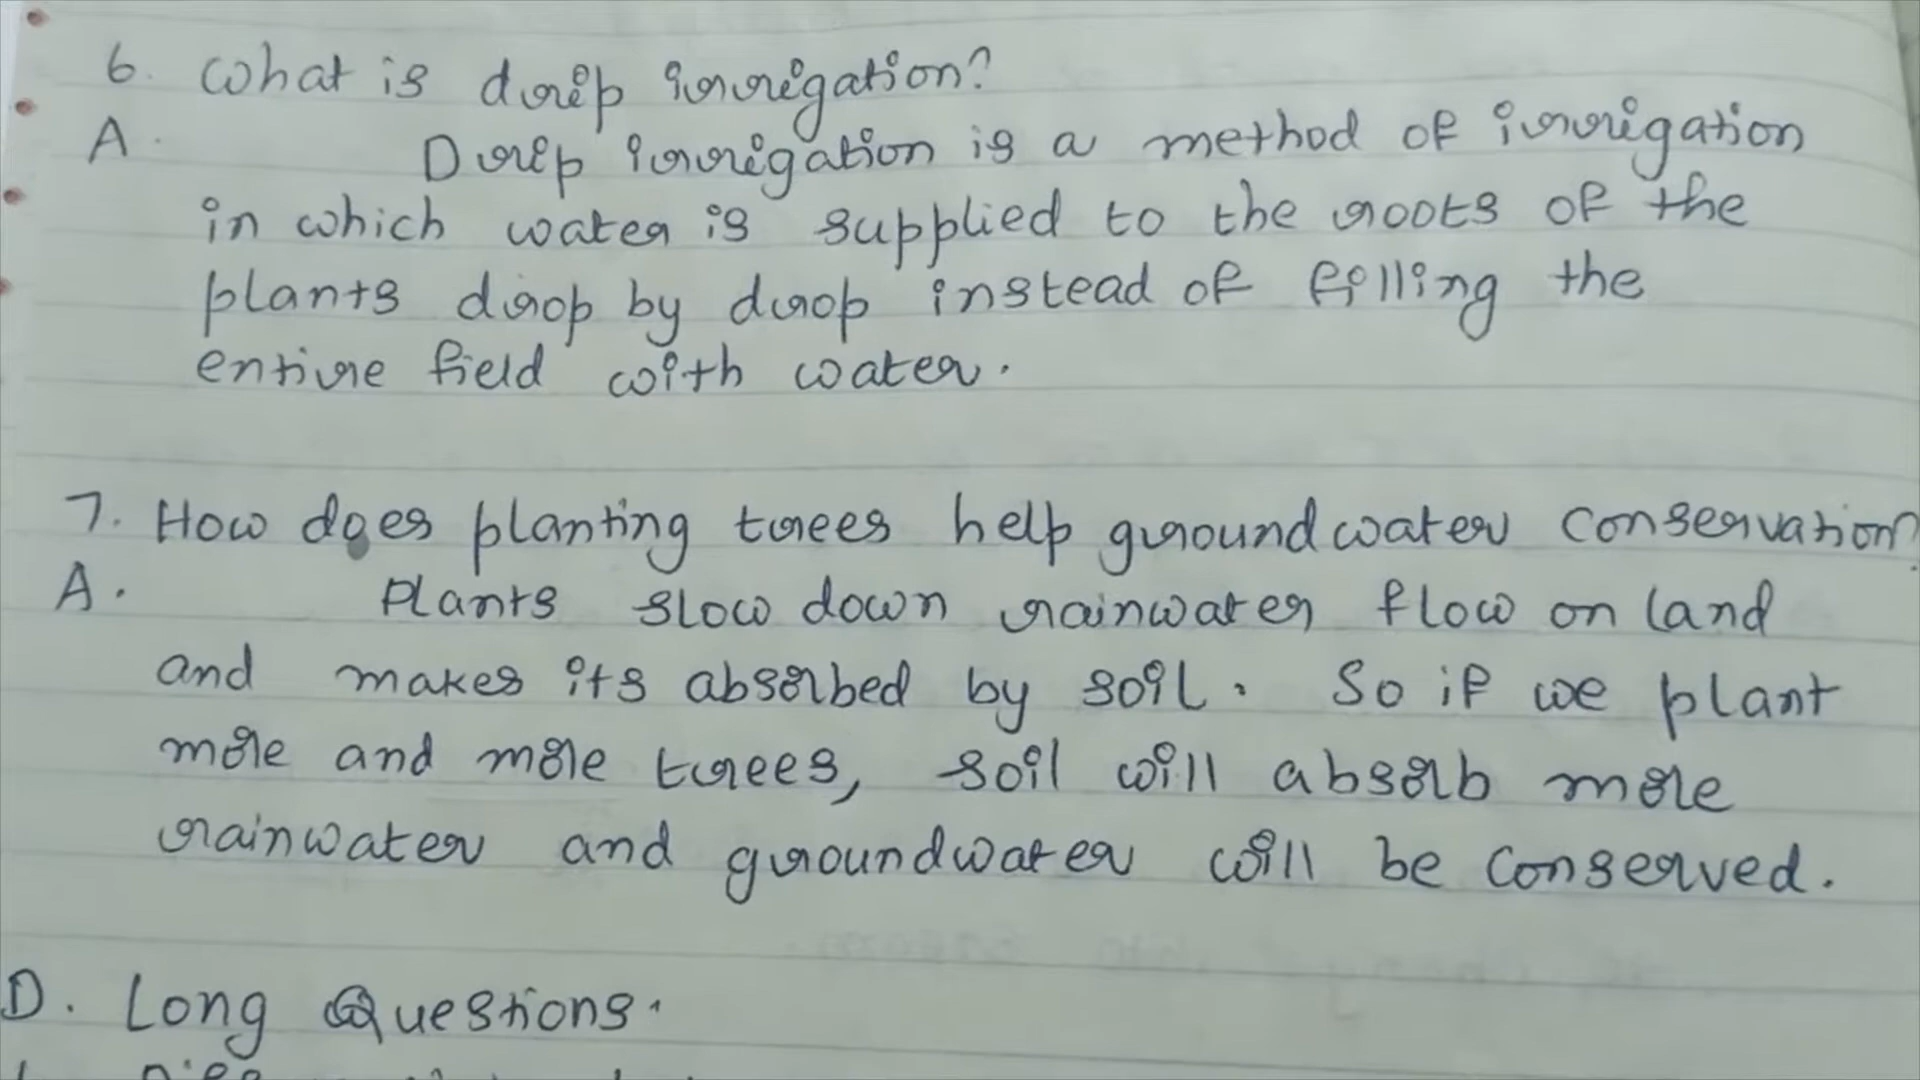 6. What is drip irrigation?
A. Drip irrigation is a method of irrigation
in which water is supplied to the roots of the
plants drop by drop instead of filling the
entire field with water.
7. How does planting trees help groundwater conservation?
A. Plants slow down rainwater flow on land
and makes its absorbed by soil. So if we plant
more and more trees, soil will absorb more
rainwater and groundwater will be conserved.
D. Long Questions.